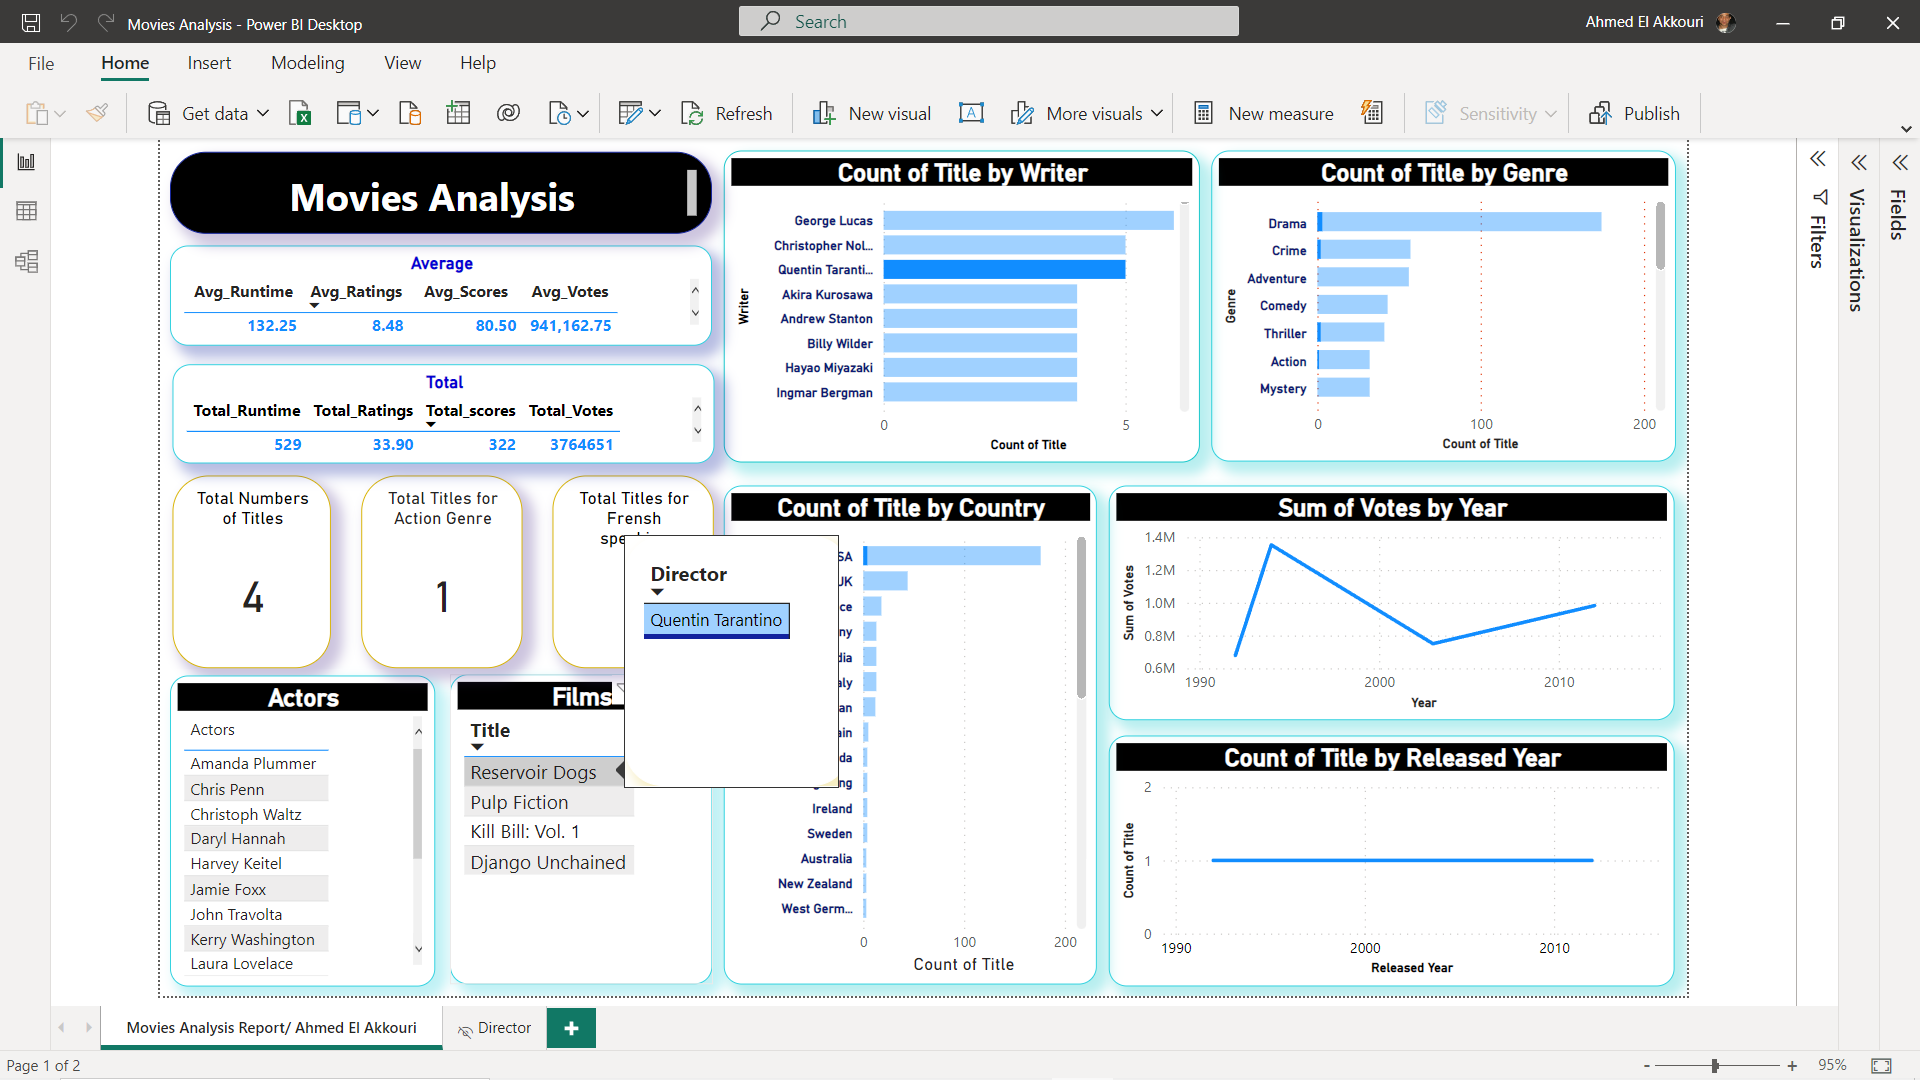 Movies Analysis - Power BI Desktop
Search
Ahmed El Akkouri
File
Home
Insert
Modeling
View
Help
Get data
Refresh
New visual
More visuals
New measure
Sensitivity
Publish
Movies Analysis
Average
Avg_Runtime Avg_Ratings Avg_Scores Avg_Votes
132.25 8.48 80.50 941,162.75
Total
Total_Runtime Total_Ratings Total_scores Total_Votes
529 33.90 322 3764651
Total Numbers
of Titles
4
Total Titles for
Action Genre
1
Total Titles for
Frensh
Actors
Actors
Amanda Plummer
Chris Penn
Christoph Waltz
Daryl Hannah
Harvey Keitel
Jamie Foxx
John Travolta
Kerry Washington
Laura Lovelace
Films
Title
Reservoir Dogs
Pulp Fiction
Kill Bill: Vol. 1
Django Unchained
Director
Quentin Tarantino
Count of Title by Writer
Writer
George Lucas
Christopher Nol...
Quentin Taranti...
Akira Kurosawa
Andrew Stanton
Billy Wilder
Hayao Miyazaki
Ingmar Bergman
0 5
Count of Title
Count of Title by Genre
Genre
Drama
Crime
Adventure
Comedy
Thriller
Action
Mystery
0 100 200
Count of Title
Count of Title by Country
Ireland
Sweden
Australia
New Zealand
West Germ...
0 100 200
Count of Title
Sum of Votes by Year
Sum of Votes
1.4M
1.2M
1.0M
0.8M
0.6M
1990 2000 2010
Year
Count of Title by Released Year
Count of Title
2
1
0
1990 2000 2010
Released Year
Filters
Visualizations
Fields
Movies Analysis Report/ Ahmed El Akkouri
Director
Page 1 of 2
95%